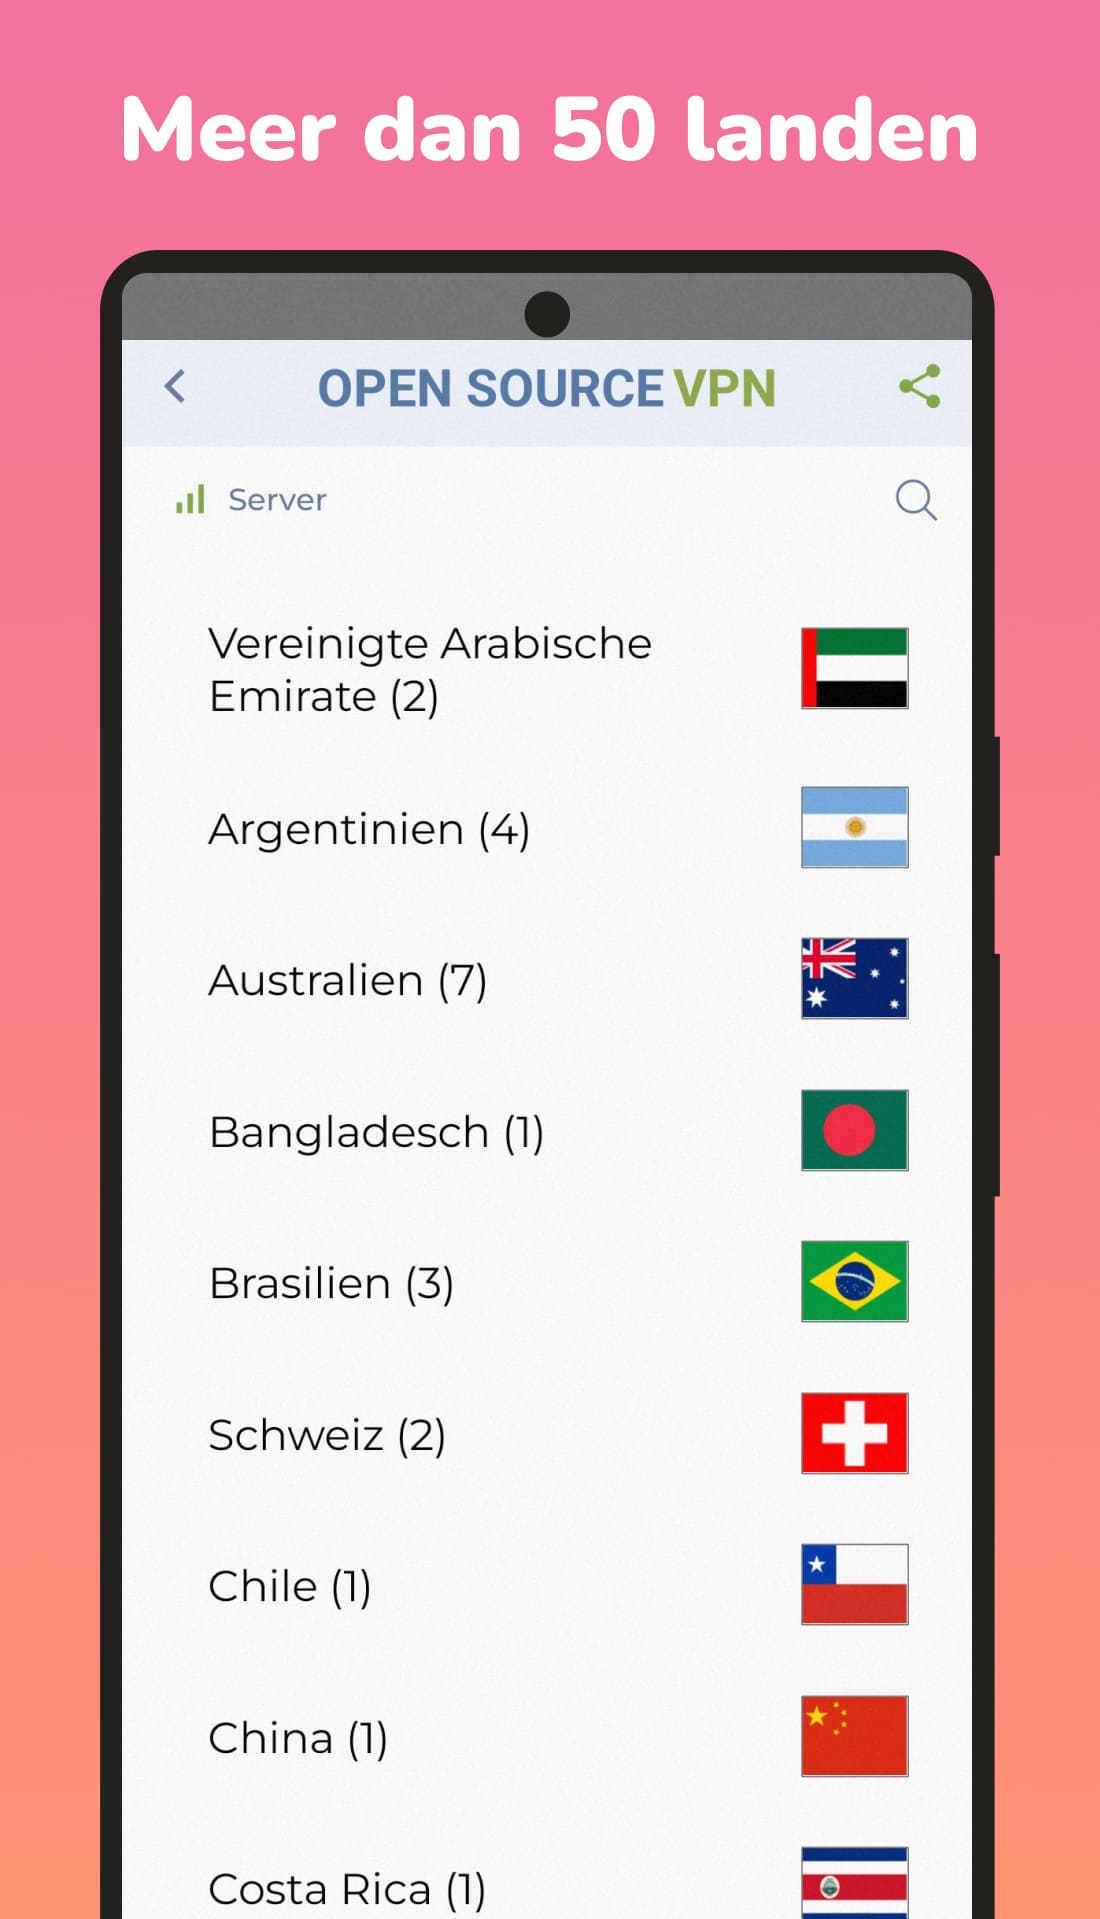 Meer dan 50 landen
OPEN SOURCE VPN
Server
Vereinigte Arabische
Emirate (2)
Argentinien (4)
Australien (7)
Bangladesch (1)
Brasilien (3)
Schweiz (2)
Chile (1)
China (1)
Costa Rica (1)